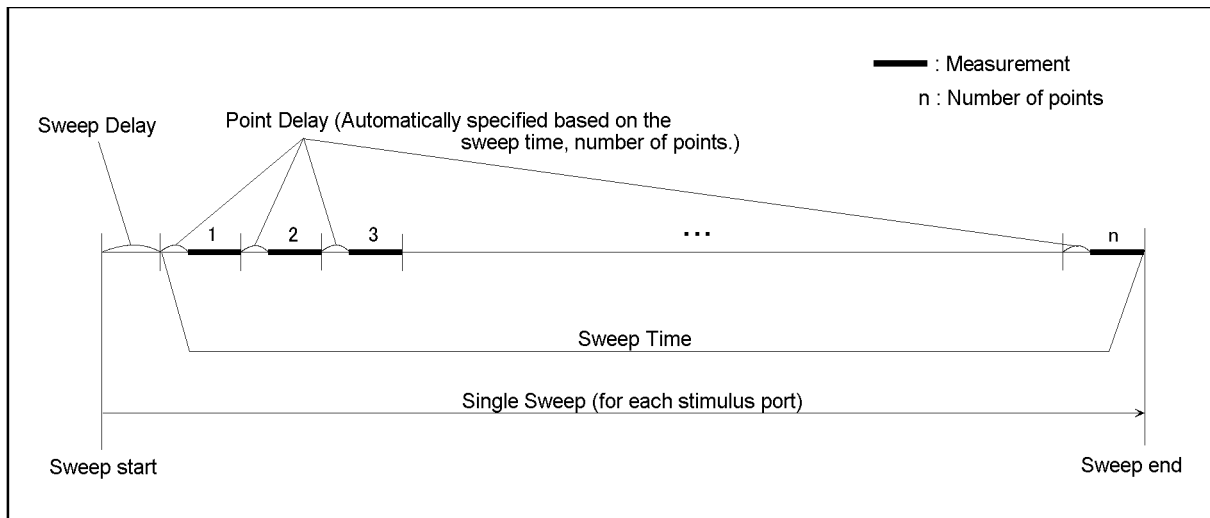 : Measurement
n : Number of points
Sweep Delay
Point Delay (Automatically specified based on the
sweep time, number of points.)
1 2 3 ... n
Sweep Time
Single Sweep (for each stimulus port)
Sweep start
Sweep end